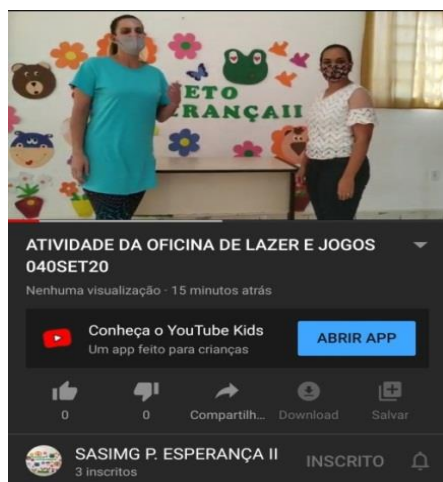 ETO
RANÇAII
ATIVIDADE DA OFICINA DE LAZER E JOGOS
040SET20
Nenhuma visualização · 15 minutos atrás
Conheça o YouTube Kids
Um app feito para crianças
ABRIR APP
0
0
Compartilh...
Download
Salvar
SASIMG P. ESPERANÇA II
3 inscritos
INSCRITO